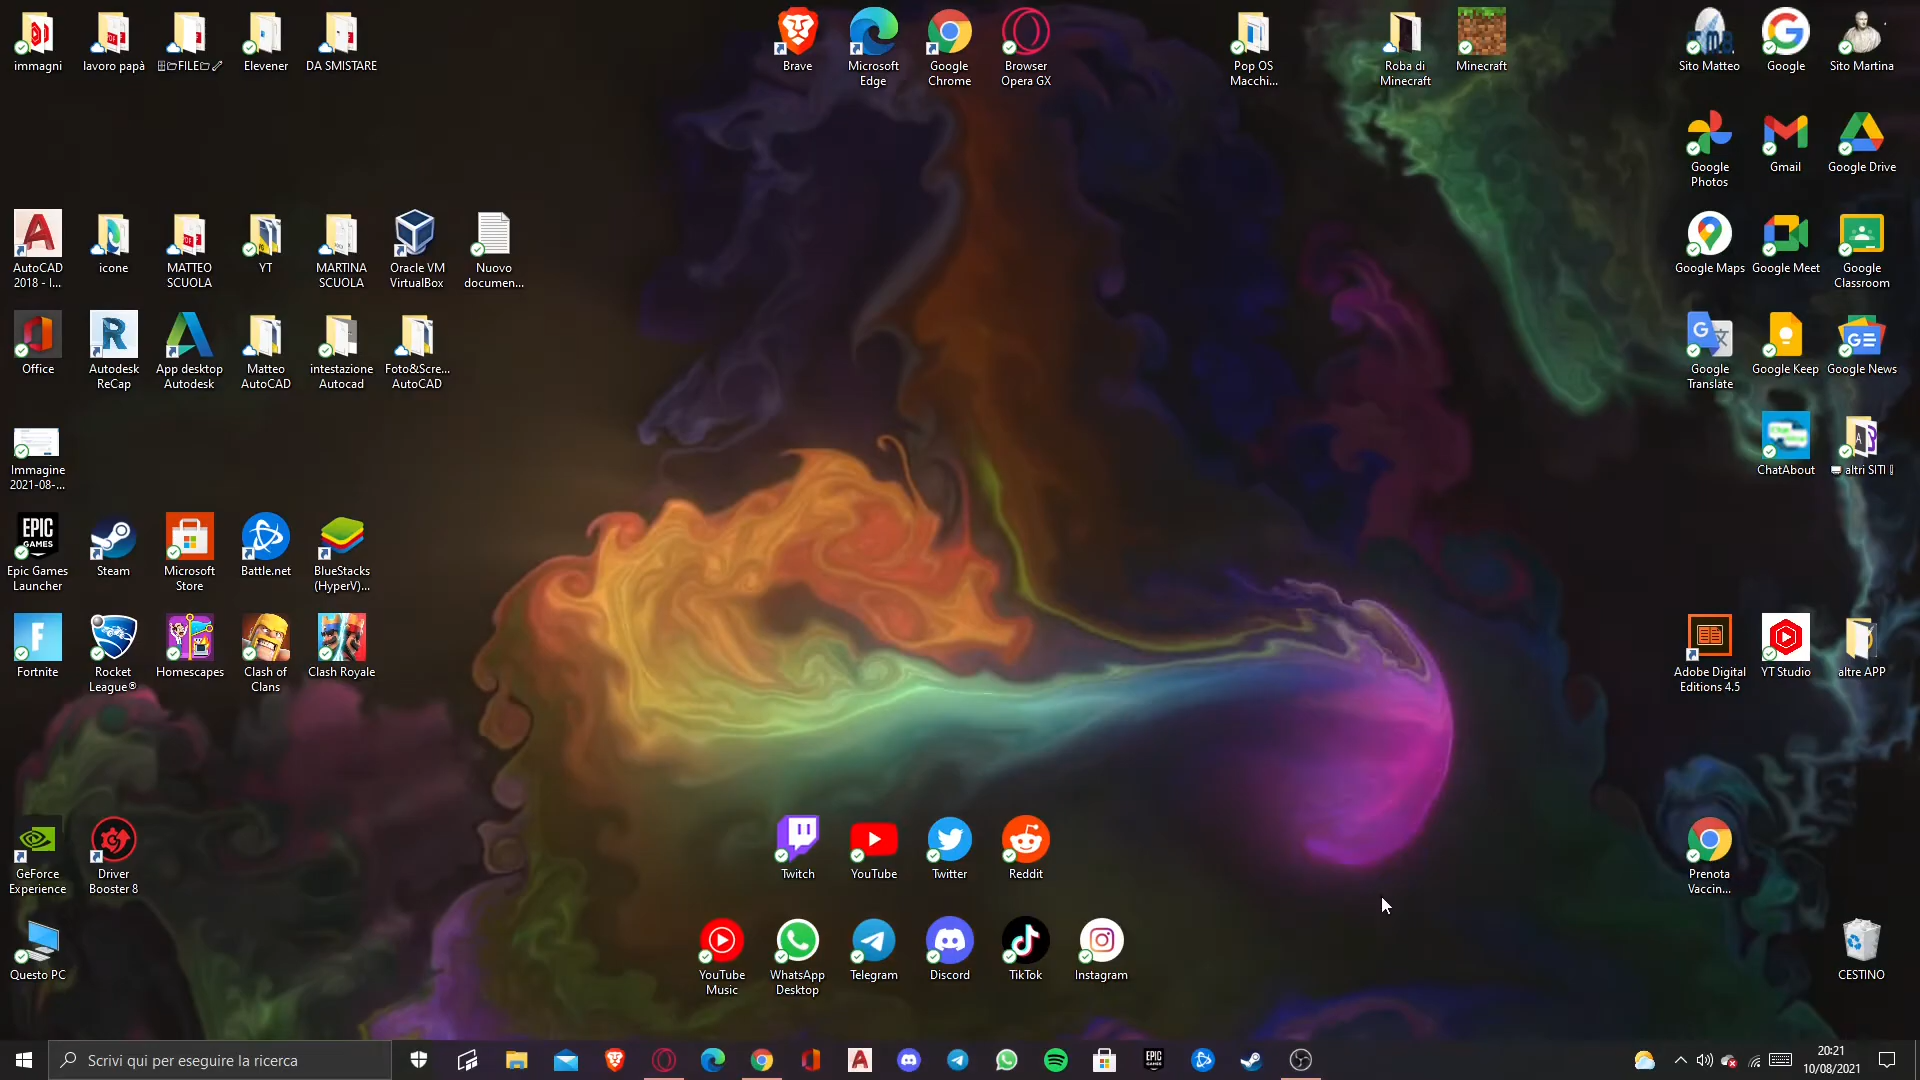 immagni
lavoro papà
FILE
Elevener
DA SMISTARE
Brave
Microsoft
Edge
Google
Chrome
Browser
Opera GX
Pop OS
Macchi...
Roba di
Minecraft
Minecraft
Sito Matteo
Google
Sito Martina
Google
Photos
Gmail
Google Drive
AutoCAD
2018 - I...
icone
MATTEO
SCUOLA
YT
MARTINA
SCUOLA
Oracle VM
VirtualBox
Nuovo
documen...
Google Maps
Google Meet
Google
Classroom
Office
Autodesk
ReCap
App desktop
Autodesk
Matteo
AutoCAD
intestazione
Autocad
Foto&Scre...
AutoCAD
Google
Translate
Google Keep
Google News
Immagine
2021-08-...
ChatAbout
altri SITI
EPIC
GAMES
Epic Games
Launcher
Steam
Microsoft
Store
Battle.net
BlueStacks
(HyperV)...
Fortnite
Rocket
League®
Homescapes
Clash of
Clans
Clash Royale
Adobe Digital
Editions 4.5
YT Studio
altre APP
GeForce
Experience
Driver
Booster 8
Twitch
YouTube
Twitter
Reddit
Prenota
Vaccin...
Questo PC
YouTube
Music
WhatsApp
Desktop
Telegram
Discord
TikTok
Instagram
CESTINO
Scrivi qui per eseguire la ricerca
20:21
10/08/2021